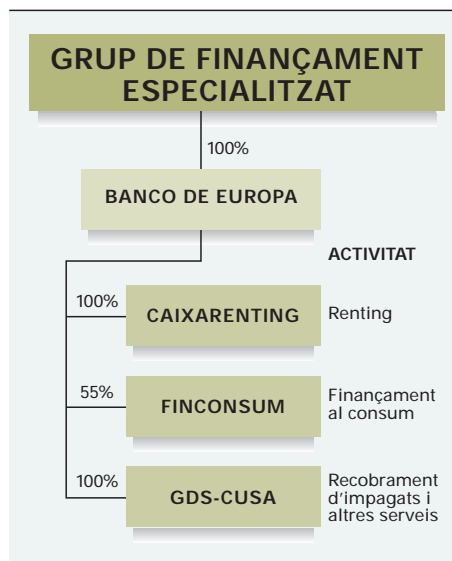 GRUP DE FINANÇAMENT
ESPECIALITZAT
100%
BANCO DE EUROPA
ACTIVITAT
100%
CAIXARENTING
Renting
55%
FINCONSUM
Finançament
al consum
100%
GDS-CUSA
Recobrament
d'impagats i
altres serveis